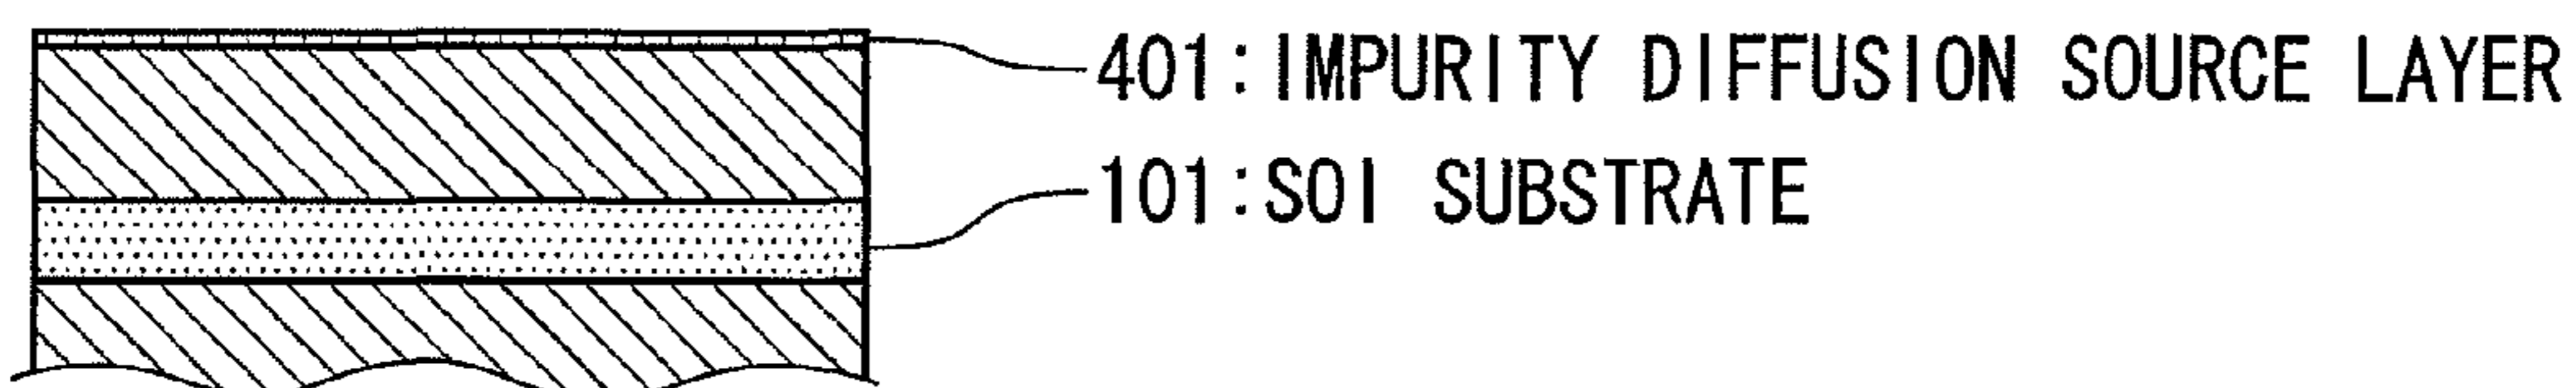 401:IMPURITY DIFFUSION SOURCE LAYER
101:SOI SUBSTRATE